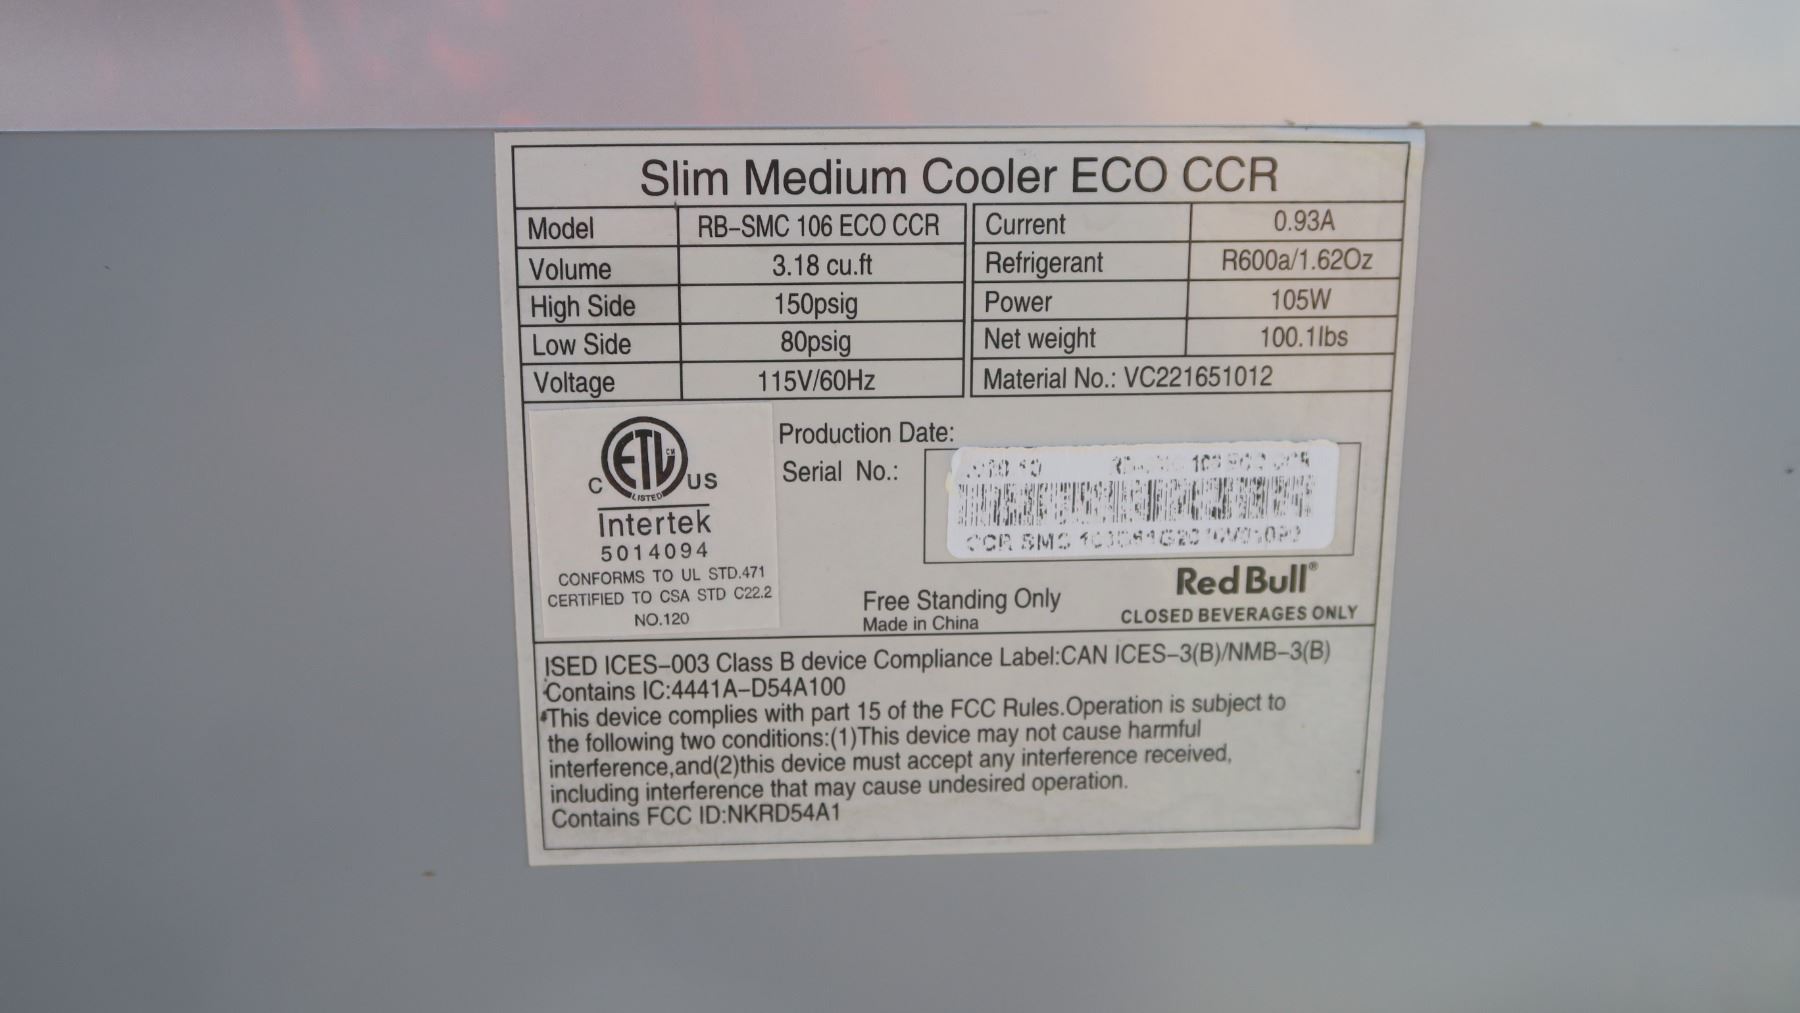 Slim Medium Cooler ECO CCR
Model RB-SMC 106 ECO CCR Current 0.93A
Volume 3.18 cu.ft Refrigerant R600a/1.62Oz
High Side 150psig Power 105W
Low Side 80psig Net weight 100.1lbs
Voltage 115V/60Hz Material No.: VC221651012
ETL CM
C US
LISTED
Intertek
5014094
CONFORMS TO UL STD.471
CERTIFIED TO CSA STD C22.2
NO.120
Production Date:
Serial No.:
CCR SMC
Free Standing Only
Made in China
Red Bull®
CLOSED BEVERAGES ONLY
ISED ICES-003 Class B device Compliance Label:CAN ICES-3(B)/NMB-3(B)
Contains IC:4441A-D54A100
This device complies with part 15 of the FCC Rules.Operation is subject to
the following two conditions:(1)This device may not cause harmful
interference,and(2)this device must accept any interference received,
including interference that may cause undesired operation.
Contains FCC ID:NKRD54A1